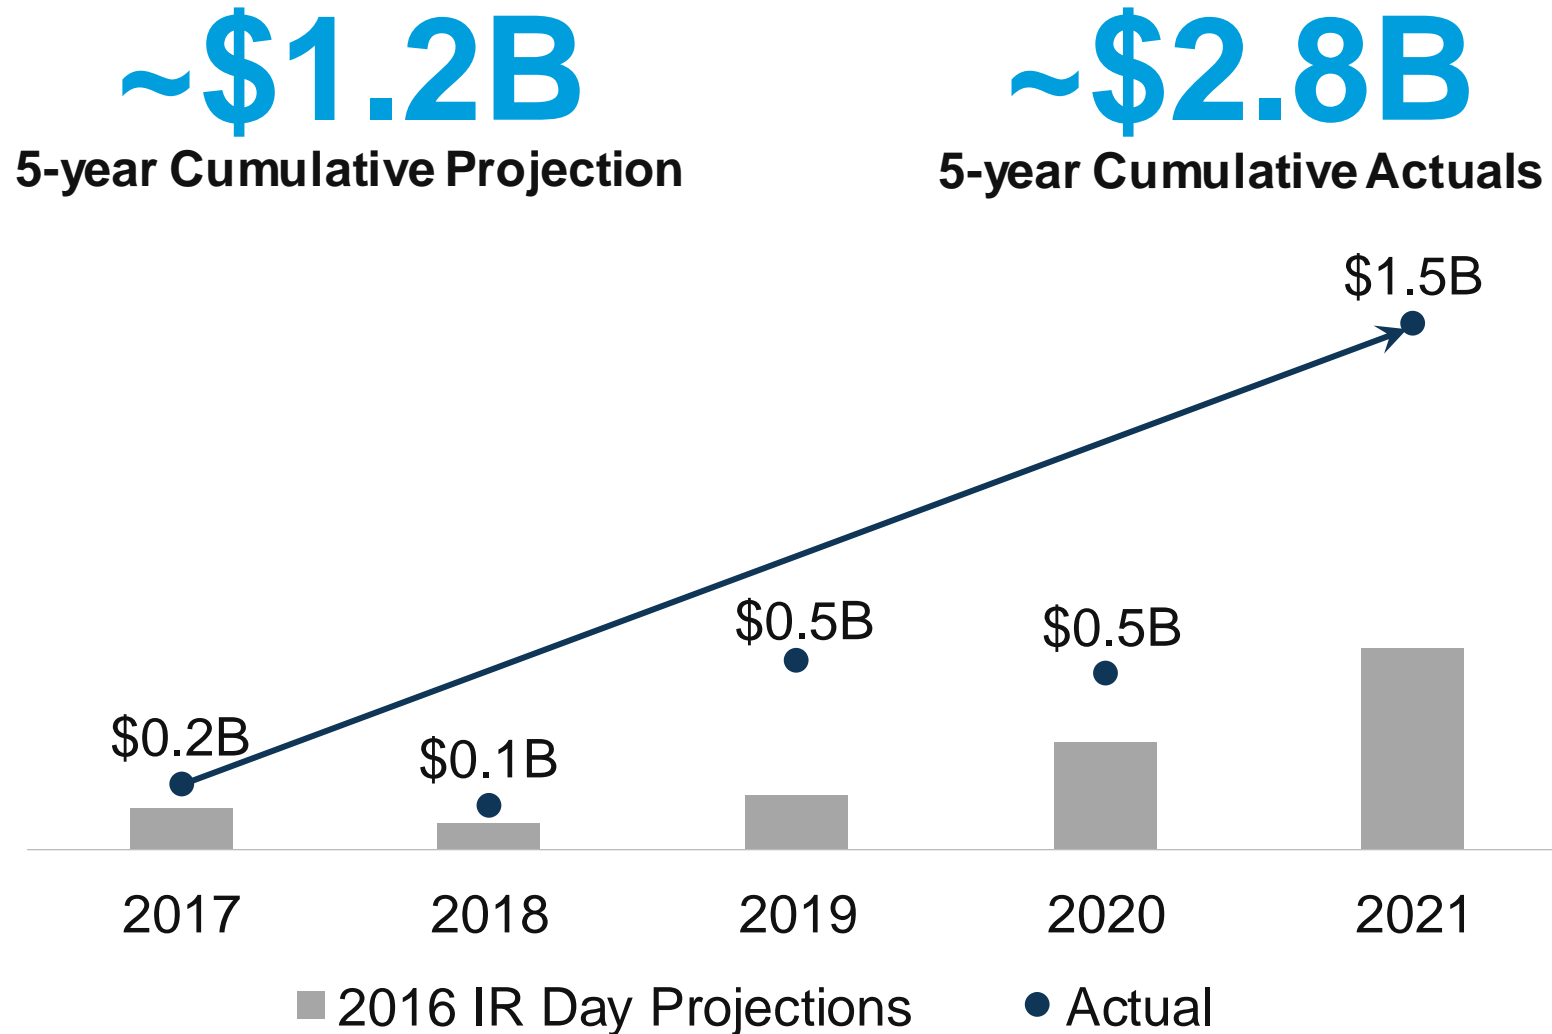 ~$1.2B
5-year Cumulative Projection
~$2.8B
5-year Cumulative Actuals
$1.5B
$0.5B
$0.5B
$0.2B
$0.1B
2017 2018 2019 2020 2021
2016 IR Day Projections Actual